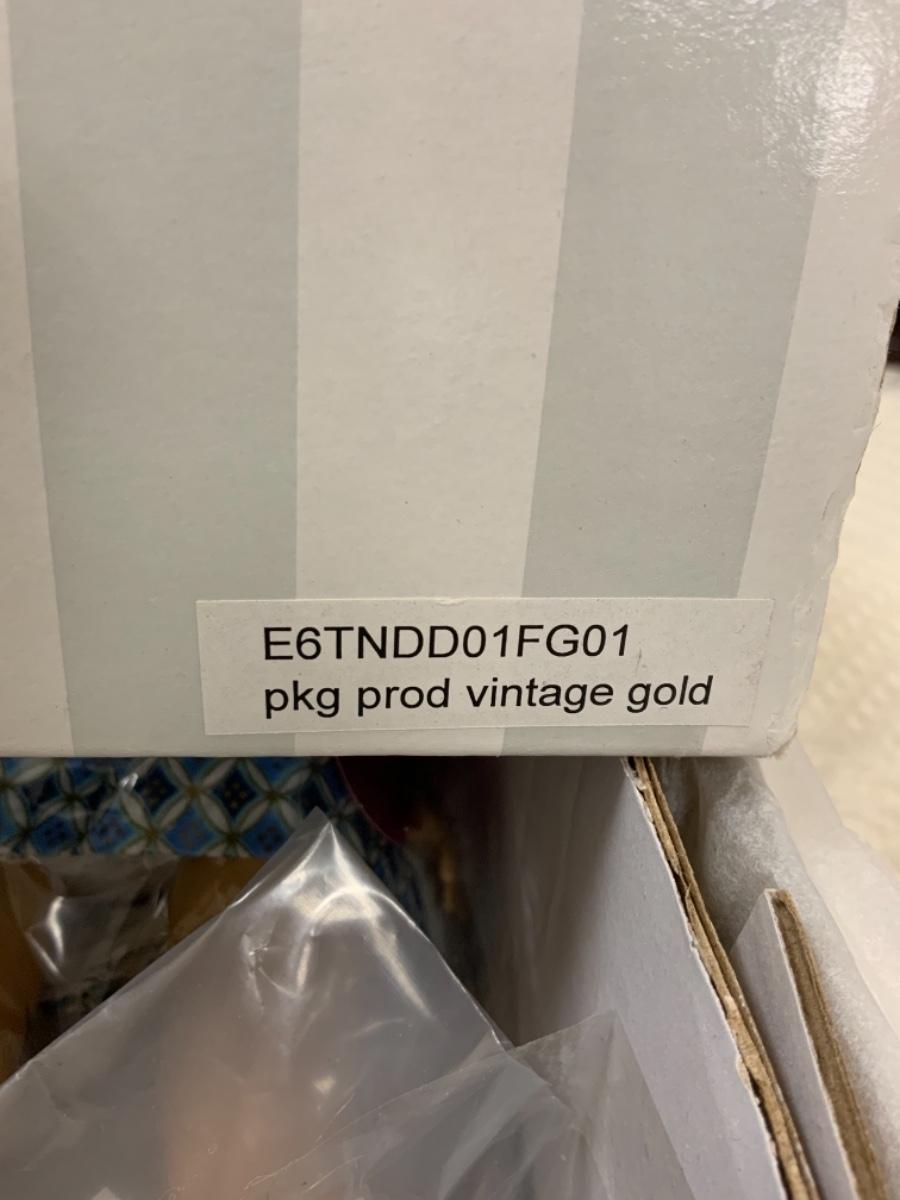 E6TNDD01FG01
pkg prod vintage gold